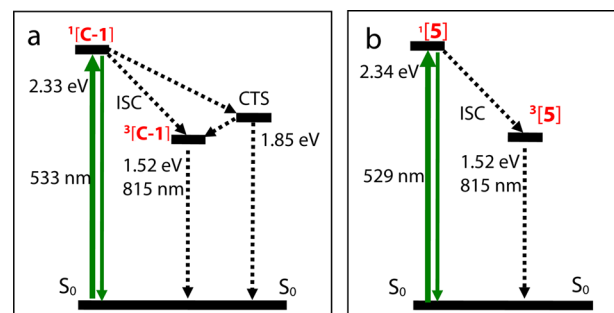 a
¹[C-1]
2.33 eV
ISC
CTS
³[C-1]
1.85 eV
1.52 eV
815 nm
533 nm
S₀
S₀
b
¹[5]
2.34 eV
ISC
³[5]
1.52 eV
815 nm
529 nm
S₀
S₀